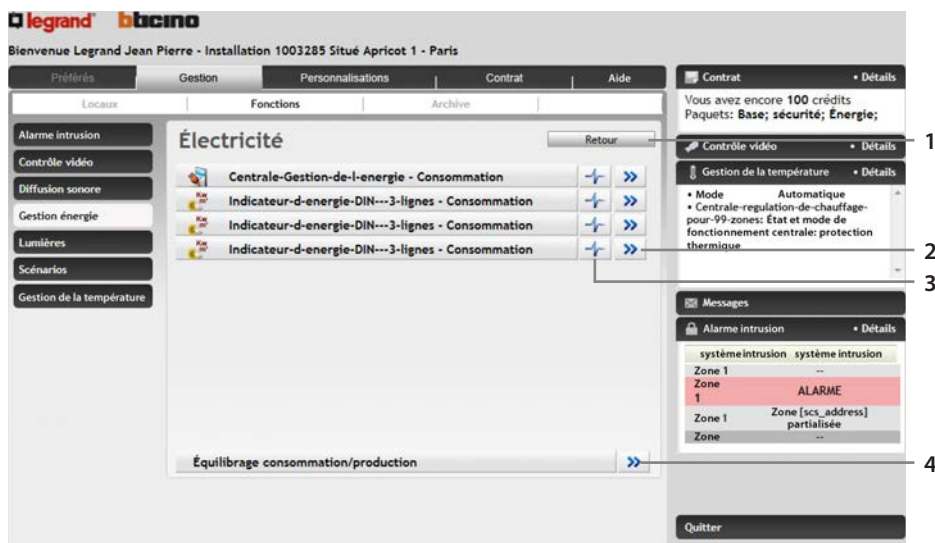 legrand bticino
Bienvenue Legrand Jean Pierre - Installation 1003285 Situé Apricot 1 - Paris
Préférés Gestion Personnalisations Contrat Aide
Locaux Fonctions Archive
Alarme intrusion
Contrôle vidéo
Diffusion sonore
Gestion énergie
Lumières
Scénarios
Gestion de la température
Électricité
Retour
Centrale-Gestion-de-l-energie - Consommation
Indicateur-d-energie-DIN---3-lignes - Consommation
Indicateur-d-energie-DIN---3-lignes - Consommation
Indicateur-d-energie-DIN---3-lignes - Consommation
Équilibrage consommation/production
Contrat • Détails
Vous avez encore 100 crédits
Paquets: Base; sécurité; Énergie;
Contrôle vidéo • Détails
Gestion de la température • Détails
• Mode Automatique
• Centrale-regulation-de-chauffage-
pour-99-zones: État et mode de
fonctionnement centrale: protection
thermique
Messages
Alarme intrusion • Détails
système intrusion système intrusion
Zone 1 --
Zone
1 ALARME
Zone 1 Zone [scs_address]
partialisée
Zone --
Quitter
1
2
3
4